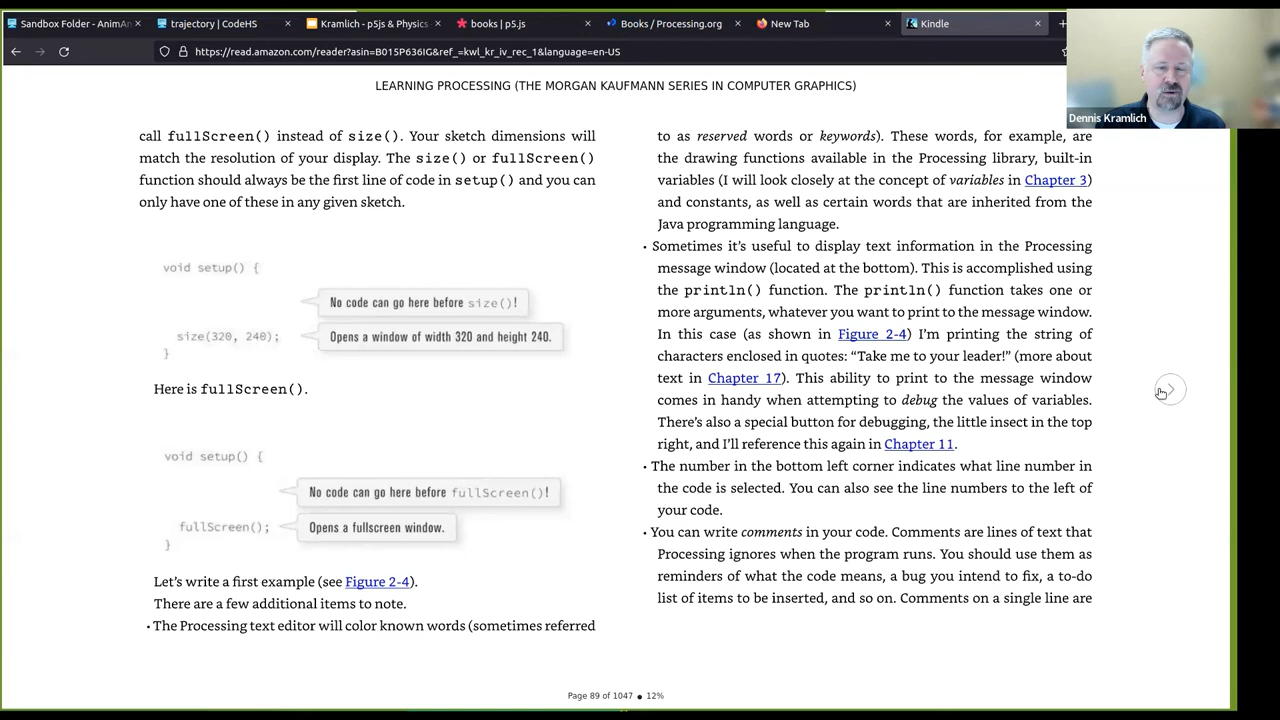 Sandbox Folder - AnimAn
trajectory | CodeHS
Kramlich - p5js & Physics
books | p5.js
Books / Processing.org
New Tab
Kindle
https://read.amazon.com/reader?asin=B015P636IG&ref_=kwl_kr_iv_rec_1&language=en-US
Dennis Kramlich
LEARNING PROCESSING (THE MORGAN KAUFMANN SERIES IN COMPUTER GRAPHICS)
call fullScreen() instead of size(). Your sketch dimensions will
match the resolution of your display. The size() or fullScreen()
function should always be the first line of code in setup() and you can
only have one of these in any given sketch.
void setup() {
No code can go here before size()!
size(320, 240);
Opens a window of width 320 and height 240.
}
Here is fullScreen().
void setup() {
No code can go here before fullScreen()!
fullScreen();
Opens a fullscreen window.
}
Let's write a first example (see Figure 2-4).
There are a few additional items to note.
• The Processing text editor will color known words (sometimes referred
to as reserved words or keywords). These words, for example, are
the drawing functions available in the Processing library, built-in
variables (I will look closely at the concept of variables in Chapter 3)
and constants, as well as certain words that are inherited from the
Java programming language.
• Sometimes it's useful to display text information in the Processing
message window (located at the bottom). This is accomplished using
the println() function. The println() function takes one or
more arguments, whatever you want to print to the message window.
In this case (as shown in Figure 2-4) I'm printing the string of
characters enclosed in quotes: “Take me to your leader!” (more about
text in Chapter 17). This ability to print to the message window
comes in handy when attempting to debug the values of variables.
There's also a special button for debugging, the little insect in the top
right, and I'll reference this again in Chapter 11.
• The number in the bottom left corner indicates what line number in
the code is selected. You can also see the line numbers to the left of
your code.
• You can write comments in your code. Comments are lines of text that
Processing ignores when the program runs. You should use them as
reminders of what the code means, a bug you intend to fix, a to-do
list of items to be inserted, and so on. Comments on a single line are
Page 89 of 1047 ● 12%